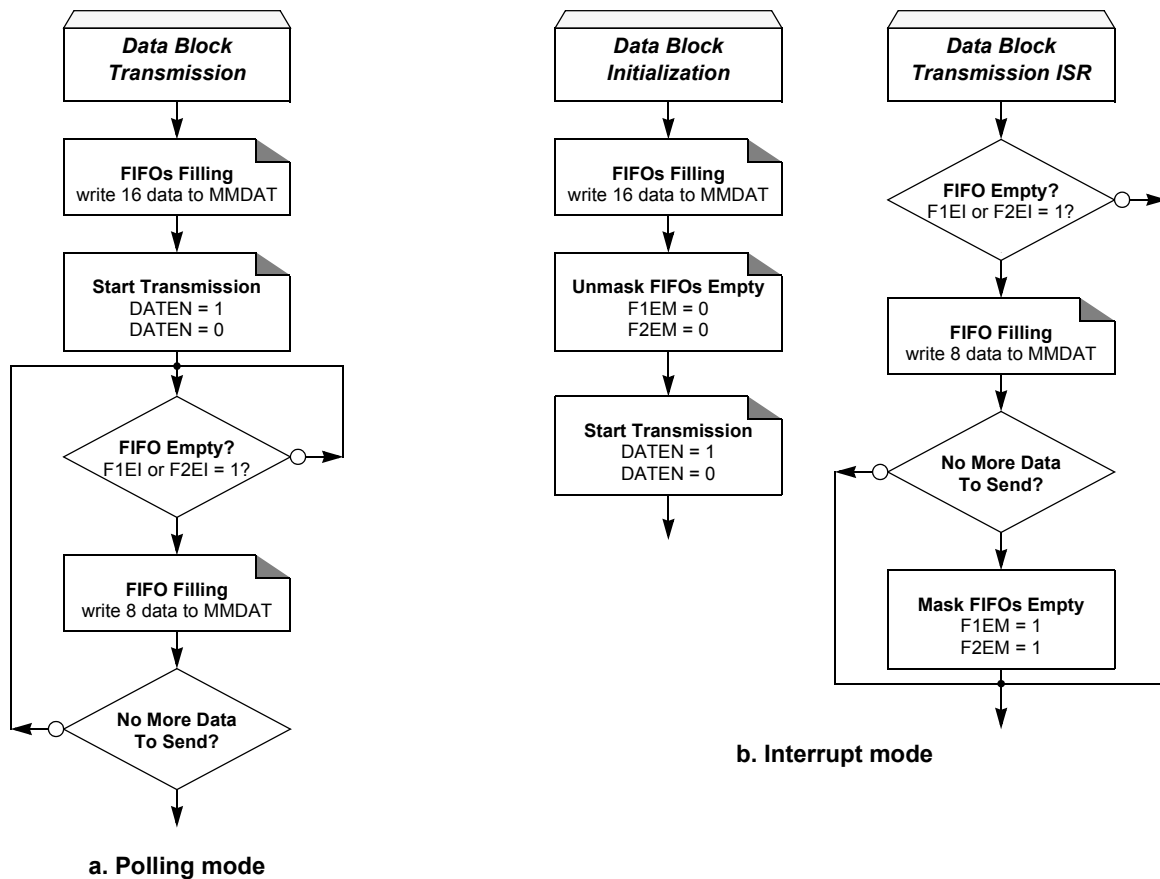 Data Block
Transmission
FIFOs Filling
write 16 data to MMDAT
Start Transmission
DATEN = 1
DATEN = 0
FIFO Empty?
F1EI or F2EI = 1?
FIFO Filling
write 8 data to MMDAT
No More Data
To Send?
a. Polling mode
Data Block
Initialization
FIFOs Filling
write 16 data to MMDAT
Unmask FIFOs Empty
F1EM = 0
F2EM = 0
Start Transmission
DATEN = 1
DATEN = 0
Data Block
Transmission ISR
FIFO Empty?
F1EI or F2EI = 1?
FIFO Filling
write 8 data to MMDAT
No More Data
To Send?
Mask FIFOs Empty
F1EM = 1
F2EM = 1
b. Interrupt mode